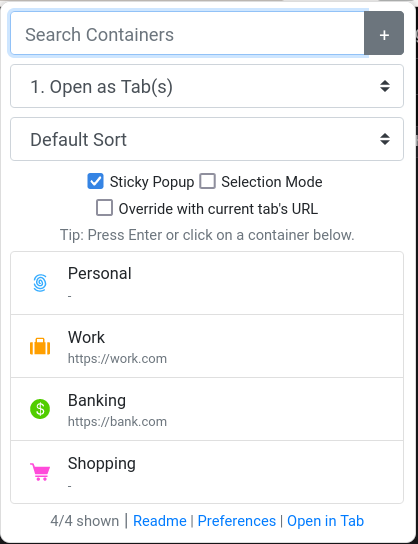 Search Containers +
1. Open as Tab(s)
Default Sort
Sticky Popup Selection Mode
Override with current tab's URL
Tip: Press Enter or click on a container below.
Personal
-
Work
https://work.com
$ Banking
https://bank.com
Shopping
-
4/4 shown | Readme | Preferences | Open in Tab